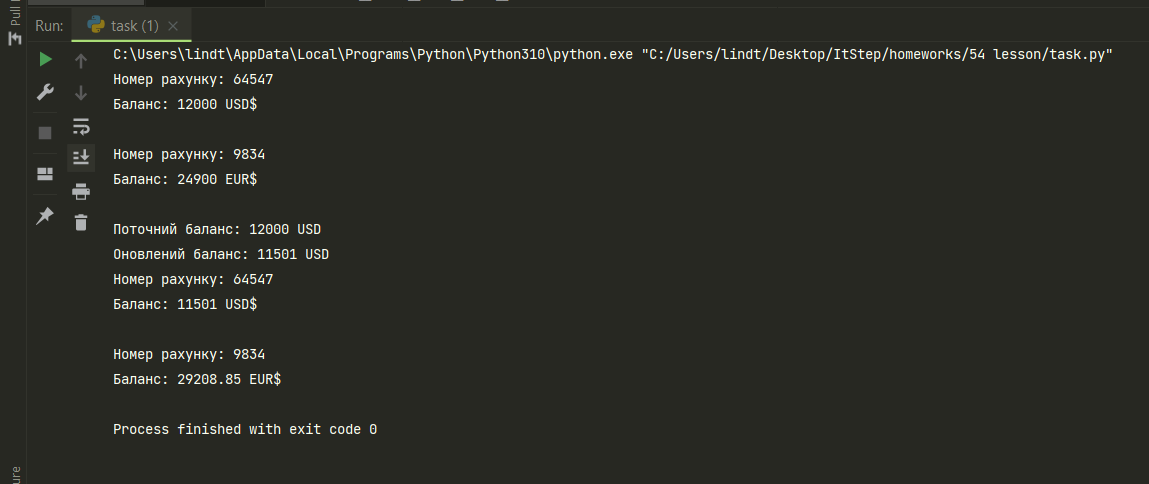 Pull
Run: task (1)
C:\Users\lindt\AppData\Local\Programs\Python\Python310\python.exe "C:/Users/lindt/Desktop/ItStep/homeworks/54 lesson/task.py"
Номер рахунку: 64547
Баланс: 12000 USD$
Номер рахунку: 9834
Баланс: 24900 EUR$
Поточний баланс: 12000 USD
Оновлений баланс: 11501 USD
Номер рахунку: 64547
Баланс: 11501 USD$
Номер рахунку: 9834
Баланс: 29208.85 EUR$
Process finished with exit code 0